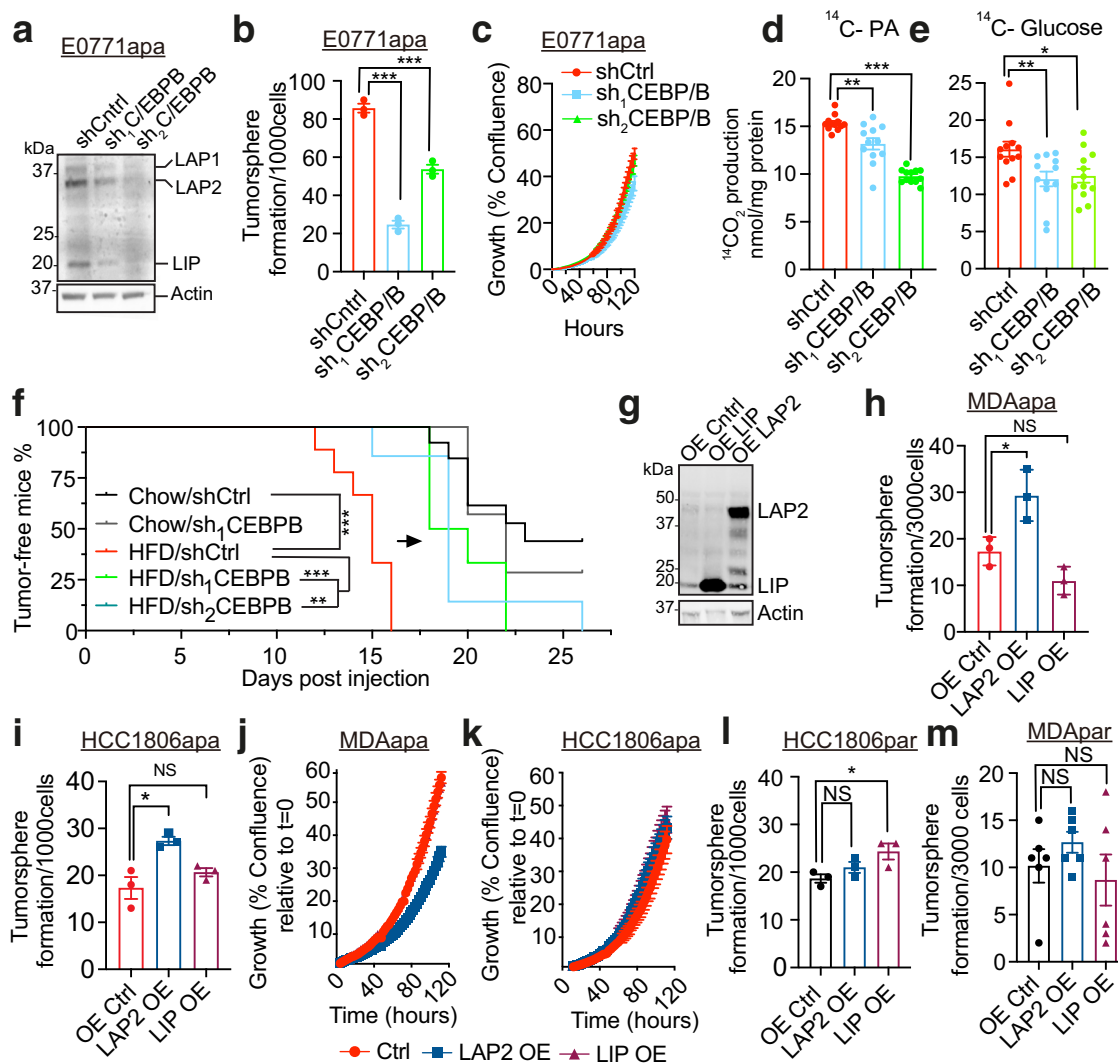 a
E0771apa
shCntrl
sh1C/EBPB
sh2C/EBPB
kDa
37
25
20
37
LAP1
LAP2
LIP
Actin
b
E0771apa
Tumorsphere
formation/1000cells
100
80
60
40
20
0
***
***
shCntrl
sh1CEBP/B
sh2CEBP/B
c
E0771apa
shCtrl
sh1CEBP/B
sh2CEBP/B
Growth (% Confluence)
80
60
40
20
0
0
40
80
120
Hours
d
14C- PA
14CO2 production
nmol/mg protein
20
15
10
5
0
***
**
shCtrl
sh1CEBP/B
sh2CEBP/B
e
14C- Glucose
25
20
15
10
5
0
*
**
shCtrl
sh1CEBP/B
sh2CEBP/B
f
Tumor-free mice %
100
75
50
25
0
Chow/shCtrl
Chow/sh1CEBPB
HFD/shCtrl
HFD/sh1CEBPB
HFD/sh2CEBPB
***
***
**
0
5
10
15
20
25
Days post injection
g
OE Cntrl
OE LIP
OE LAP2
kDa
50
37
25
20
15
37
LAP2
LIP
Actin
h
MDAapa
Tumorsphere
formation/3000cells
40
30
20
10
0
NS
*
OE Ctrl
LAP2 OE
LIP OE
i
HCC1806apa
Tumorsphere
formation/1000cells
40
30
20
10
0
NS
*
OE Ctrl
LAP2 OE
LIP OE
j
MDAapa
Growth (% Confluence)
relative to t=0
60
50
40
30
20
10
0
40
80
120
Time (hours)
k
HCC1806apa
Growth (% Confluence)
relative to t=0
60
50
40
30
20
10
0
40
80
120
Time (hours)
Ctrl
LAP2 OE
LIP OE
l
HCC1806par
Tumorsphere
formation/1000cells
40
30
20
10
0
*
NS
OE Ctrl
LAP2 OE
LIP OE
m
MDApar
Tumorsphere
formation/3000 cells
20
15
10
5
0
NS
NS
OE Ctrl
LAP2 OE
LIP OE